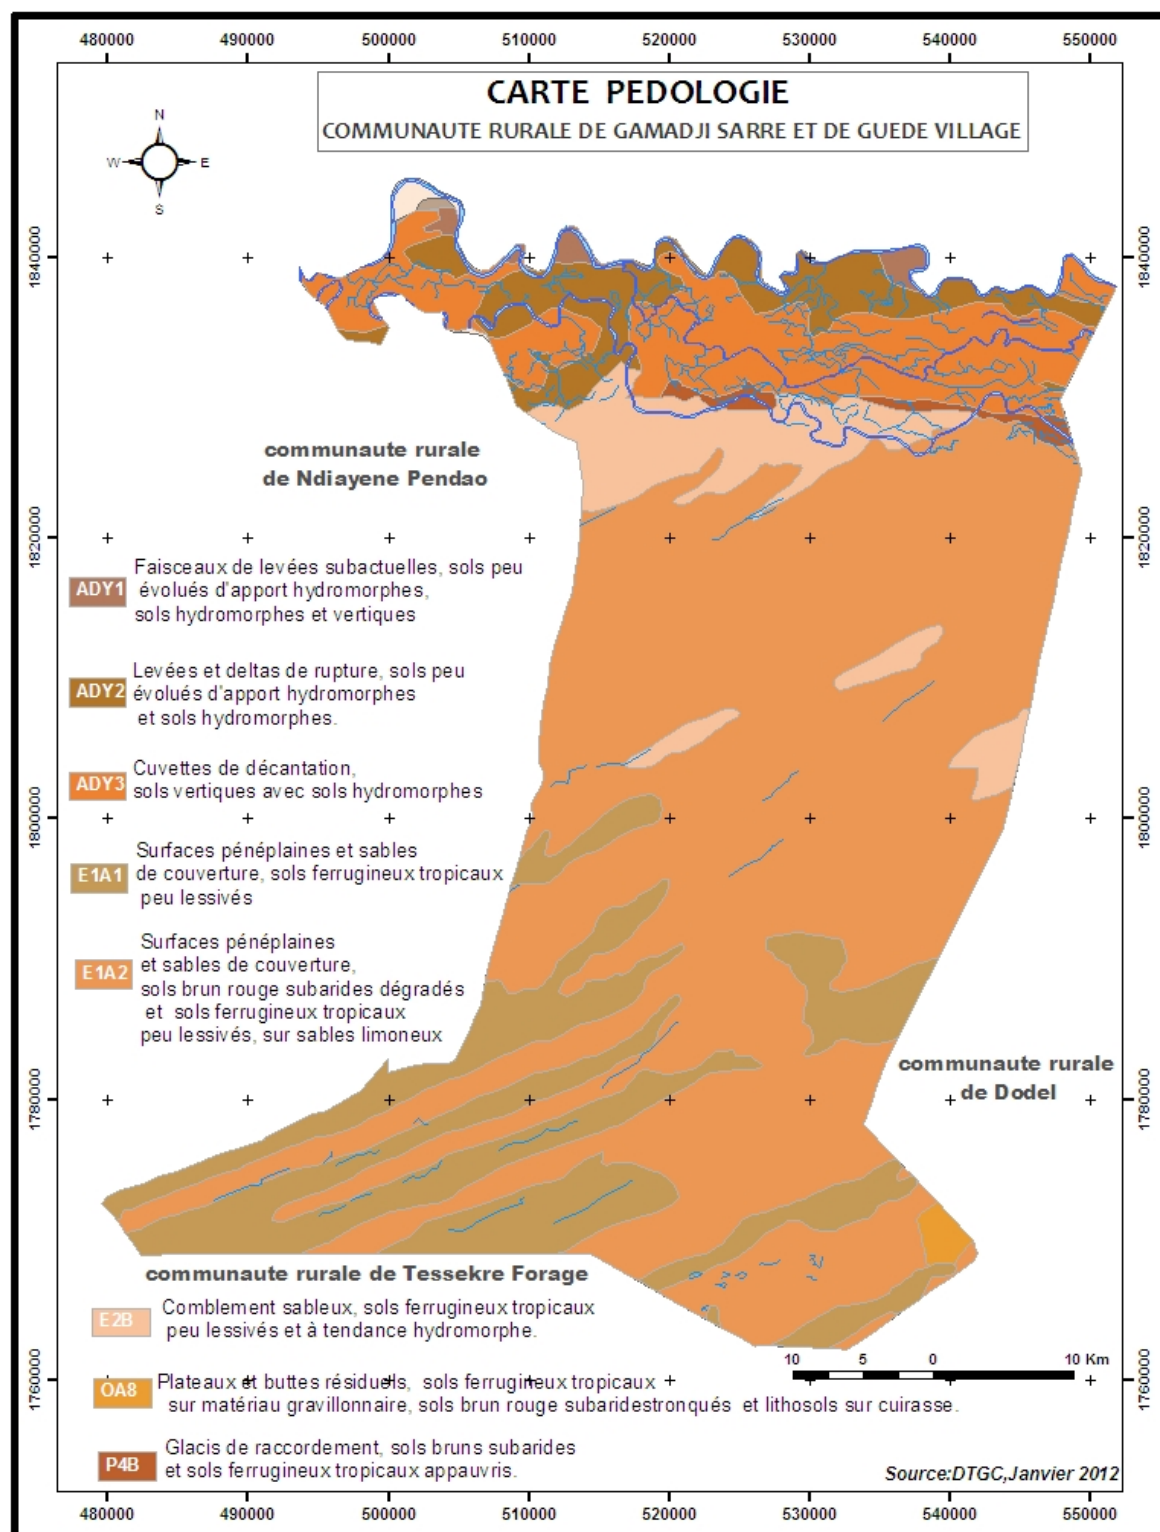 480000 490000 500000 510000 520000 530000 540000 550000
CARTE PEDOLOGIE
COMMUNAUTE RURALE DE GAMADJI SARRE ET DE GUEDE VILLAGE
N
W E
S
1840000 1840000
communaute rurale
de Ndiayene Pendao
1820000 1820000
ADY1
Faisceaux de levées subactuelles, sols peu
évolués d'apport hydromorphes,
sols hydromorphes et vertiques
ADY2
Levées et deltas de rupture, sols peu
évolués d'apport hydromorphes
et sols hydromorphes.
ADY3
Cuvettes de décantation,
sols vertiques avec sols hydromorphes
1800000 1800000
E1A1
Surfaces pénéplaines et sables
de couverture, sols ferrugineux tropicaux
peu lessivés
E1A2
Surfaces pénéplaines
et sables de couverture,
sols brun rouge subarides dégradés
et sols ferrugineux tropicaux
peu lessivés, sur sables limoneux
communaute rurale
de Dodel
1780000 1780000
communaute rurale de Tessekre Forage
E2B
Comblement sableux, sols ferrugineux tropicaux
peu lessivés et à tendance hydromorphe.
10 5 0 10 Km
1760000 1760000
OA8
Plateaux et buttes résiduels, sols ferrugineux tropicaux
sur matériau gravillonnaire, sols brun rouge subaridestronqués et lithosols sur cuirasse.
P4B
Glacis de raccordement, sols bruns subarides
et sols ferrugineux tropicaux appauvris.
Source:DTGC,Janvier 2012
480000 490000 500000 510000 520000 530000 540000 550000